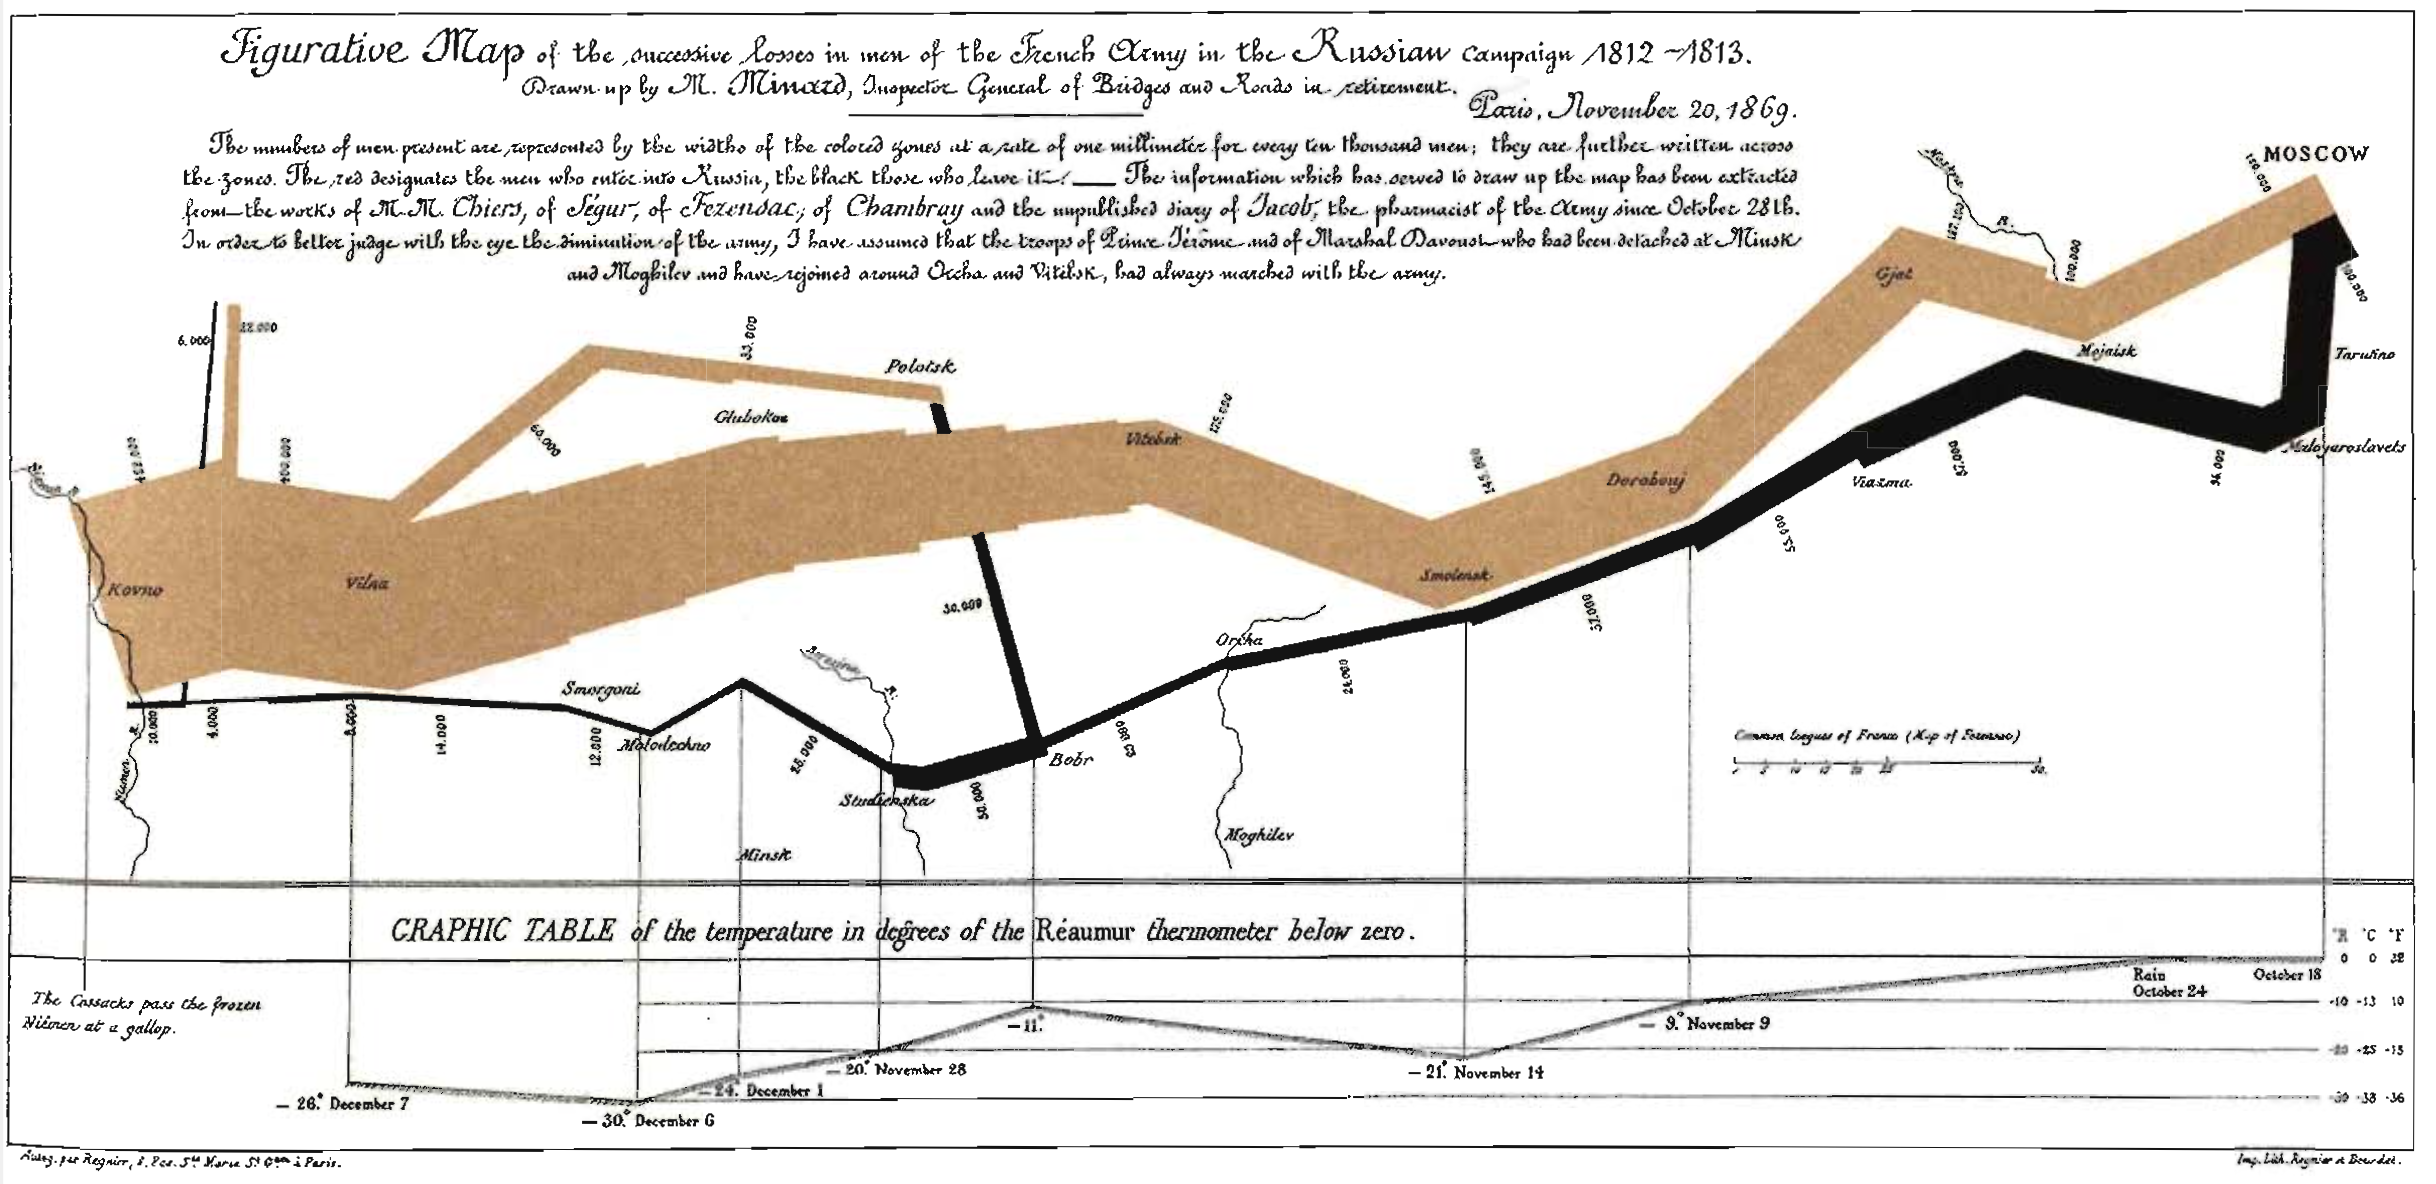 Figurative Map of the successive losses in men of the French Army in the Russian campaign 1812–1813.
Drawn up by M. Minard, Inspector General of Bridges and Roads in retirement.
Paris, November 20, 1869.
The numbers of men present are represented by the widths of the colored zones at a rate of one millimeter for every ten thousand men; they are further written across
the zones. The red designates the men who enter into Russia, the black those who leave it. — The information which has served to draw up the map has been extracted
from the works of M.M. Chiers, of Ségur, of Fezensac, of Chambray and the unpublished diary of Jacob, the pharmacist of the Army since October 28th.
In order to better judge with the eye the diminution of the army, I have assumed that the troops of Prince Jérôme and of Marshal Davoust who had been detached at Minsk
and Moghilev and have rejoined around Orcha and Vitebsk, had always marched with the army.
MOSCOW
100.000
Moskva R.
127.100
100.000
100.000
Gjat
Mojaisk
Tarutino
Maloyaroslavets
6.000
22.000
33.000
Polotsk
Glubokoe
60.000
400.000
Niemen R.
Vitebsk
175.000
145.000
Dorobouj
Viazma
96.000
55.000
Kovno
Vilna
Smolensk
37.000
30.000
Orcha
24.000
Smorgoni
Molodechno
10.000
4.000
8.000
14.000
12.000
28.000
Studienska
50.000
Bobr
Niemen R.
Moghilev
Minsk
Common leagues of France (Map of Fezensac)
5 10 15 20 25 50.
CRAPHIC TABLE of the temperature in degrees of the Réaumur thermometer below zero.
°R °C °F
0 0 32
-10 -13 10
-20 -25 -13
-30 -38 -36
The Cossacks pass the frozen
Niémen at a gallop.
Rain
October 24
October 18
— 9.° November 9
— 11.°
— 20.° November 28
— 21.° November 14
— 24.° December 1
— 26.° December 7
— 30.° December 6
Autog. par Regnier, 8. Pas. Ste Marie St Gain à Paris.
Imp. Lith. Regnier et Dourdet.